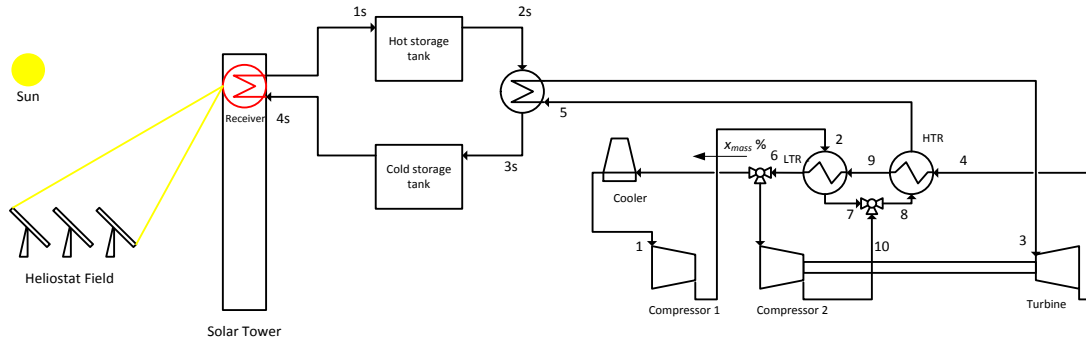 1s
2s
Hot storage
tank
Sun
Receiver
4s
5
3s
Cold storage
tank
x_mass %
6
LTR
2
9
HTR
4
Cooler
7
8
1
10
3
Heliostat Field
Compressor 1
Compressor 2
Turbine
Solar Tower